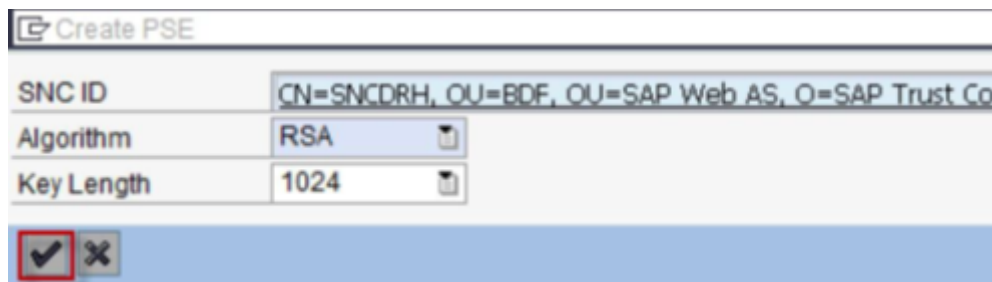 Create PSE
SNC ID CN=SNCDRH, OU=BDF, OU=SAP Web AS, O=SAP Trust Co
Algorithm RSA
Key Length 1024